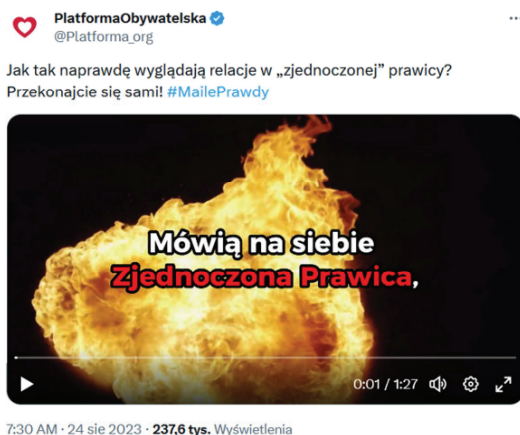 PlatformaObywatelska
@Platforma_org
Jak tak naprawdę wyglądają relacje w „zjednoczonej” prawicy?
Przekonajcie się sami! #MailePrawdy
Mówią na siebie
Zjednoczona Prawica,
0:01 / 1:27
7:30 AM · 24 sie 2023 · 237,6 tys. Wyświetlenia